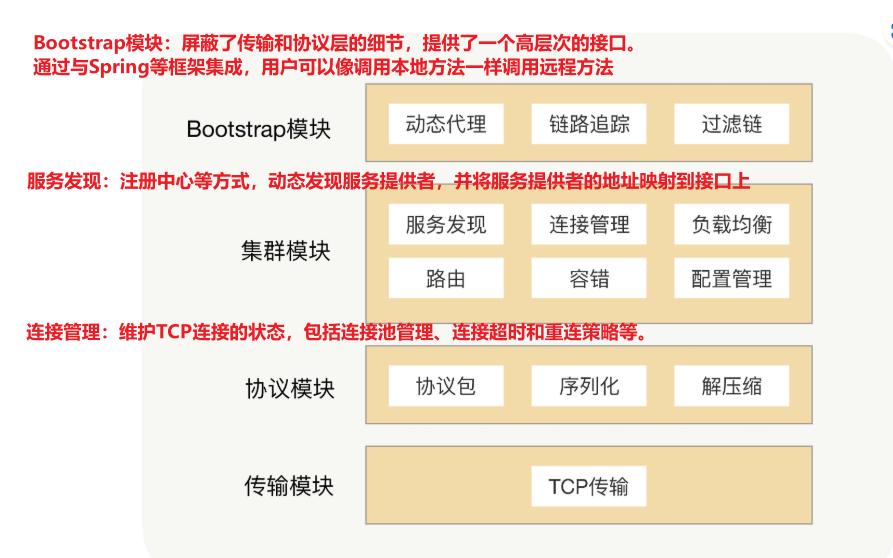 Bootstrap模块：屏蔽了传输和协议层的细节，提供了一个高层次的接口。
通过与Spring等框架集成，用户可以像调用本地方法一样调用远程方法
Bootstrap模块
动态代理 链路追踪 过滤链
服务发现：注册中心等方式，动态发现服务提供者，并将服务提供者的地址映射到接口上
集群模块
服务发现 连接管理 负载均衡
路由 容错 配置管理
连接管理：维护TCP连接的状态，包括连接池管理、连接超时和重连策略等。
协议模块
协议包 序列化 解压缩
传输模块
TCP传输